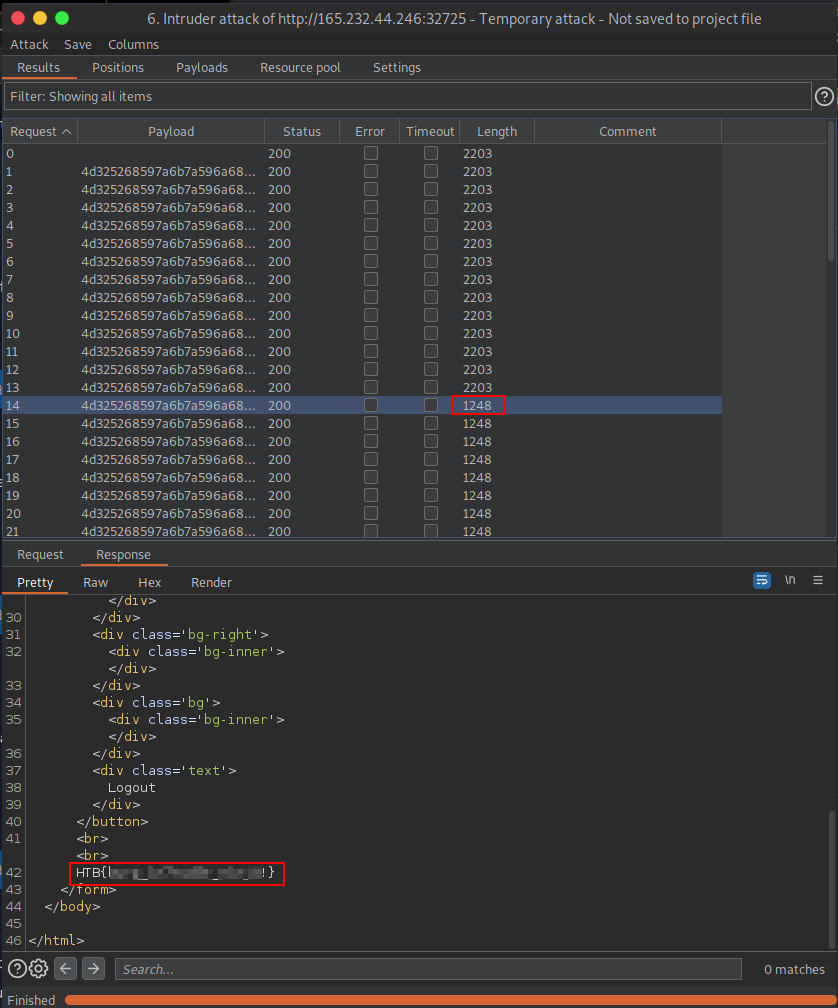 6. Intruder attack of http://165.232.44.246:32725 - Temporary attack - Not saved to project file
Attack Save Columns
Results Positions Payloads Resource pool Settings
Filter: Showing all items
?
Request Payload Status Error Timeout Length Comment
0 200 2203
1 4d325268597a6b7a596a68... 200 2203
2 4d325268597a6b7a596a68... 200 2203
3 4d325268597a6b7a596a68... 200 2203
4 4d325268597a6b7a596a68... 200 2203
5 4d325268597a6b7a596a68... 200 2203
6 4d325268597a6b7a596a68... 200 2203
7 4d325268597a6b7a596a68... 200 2203
8 4d325268597a6b7a596a68... 200 2203
9 4d325268597a6b7a596a68... 200 2203
10 4d325268597a6b7a596a68... 200 2203
11 4d325268597a6b7a596a68... 200 2203
12 4d325268597a6b7a596a68... 200 2203
13 4d325268597a6b7a596a68... 200 2203
14 4d325268597a6b7a596a68... 200 1248
15 4d325268597a6b7a596a68... 200 1248
16 4d325268597a6b7a596a68... 200 1248
17 4d325268597a6b7a596a68... 200 1248
18 4d325268597a6b7a596a68... 200 1248
19 4d325268597a6b7a596a68... 200 1248
20 4d325268597a6b7a596a68... 200 1248
21 4d325268597a6b7a596a68... 200 1248
Request Response
Pretty Raw Hex Render \n
</div>
30 </div>
31 <div class='bg-right'>
32 <div class='bg-inner'>
</div>
33 </div>
34 <div class='bg'>
35 <div class='bg-inner'>
</div>
36 </div>
37 <div class='text'>
38 Logout
39 </div>
40 </button>
41 <br>
<br>
42 HTB{ !}
43 </form>
44 </body>
45
46 </html>
? Search... 0 matches
Finished